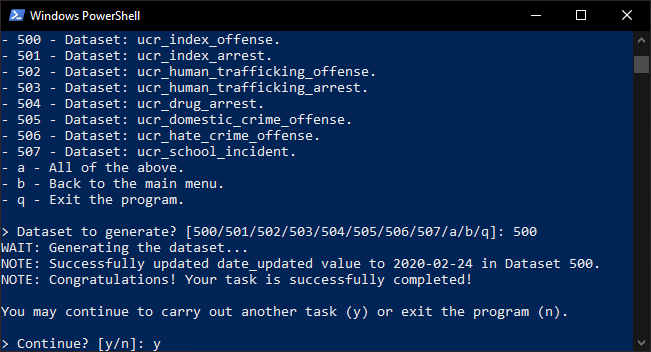 Windows PowerShell
- 500 - Dataset: ucr_index_offense.
- 501 - Dataset: ucr_index_arrest.
- 502 - Dataset: ucr_human_trafficking_offense.
- 503 - Dataset: ucr_human_trafficking_arrest.
- 504 - Dataset: ucr_drug_arrest.
- 505 - Dataset: ucr_domestic_crime_offense.
- 506 - Dataset: ucr_hate_crime_offense.
- 507 - Dataset: ucr_school_incident.
- a - All of the above.
- b - Back to the main menu.
- q - Exit the program.
> Dataset to generate? [500/501/502/503/504/505/506/507/a/b/q]: 500
WAIT: Generating the dataset...
NOTE: Successfully updated date_updated value to 2020-02-24 in Dataset 500.
NOTE: Congratulations! Your task is successfully completed!
You may continue to carry out another task (y) or exit the program (n).
> Continue? [y/n]: y